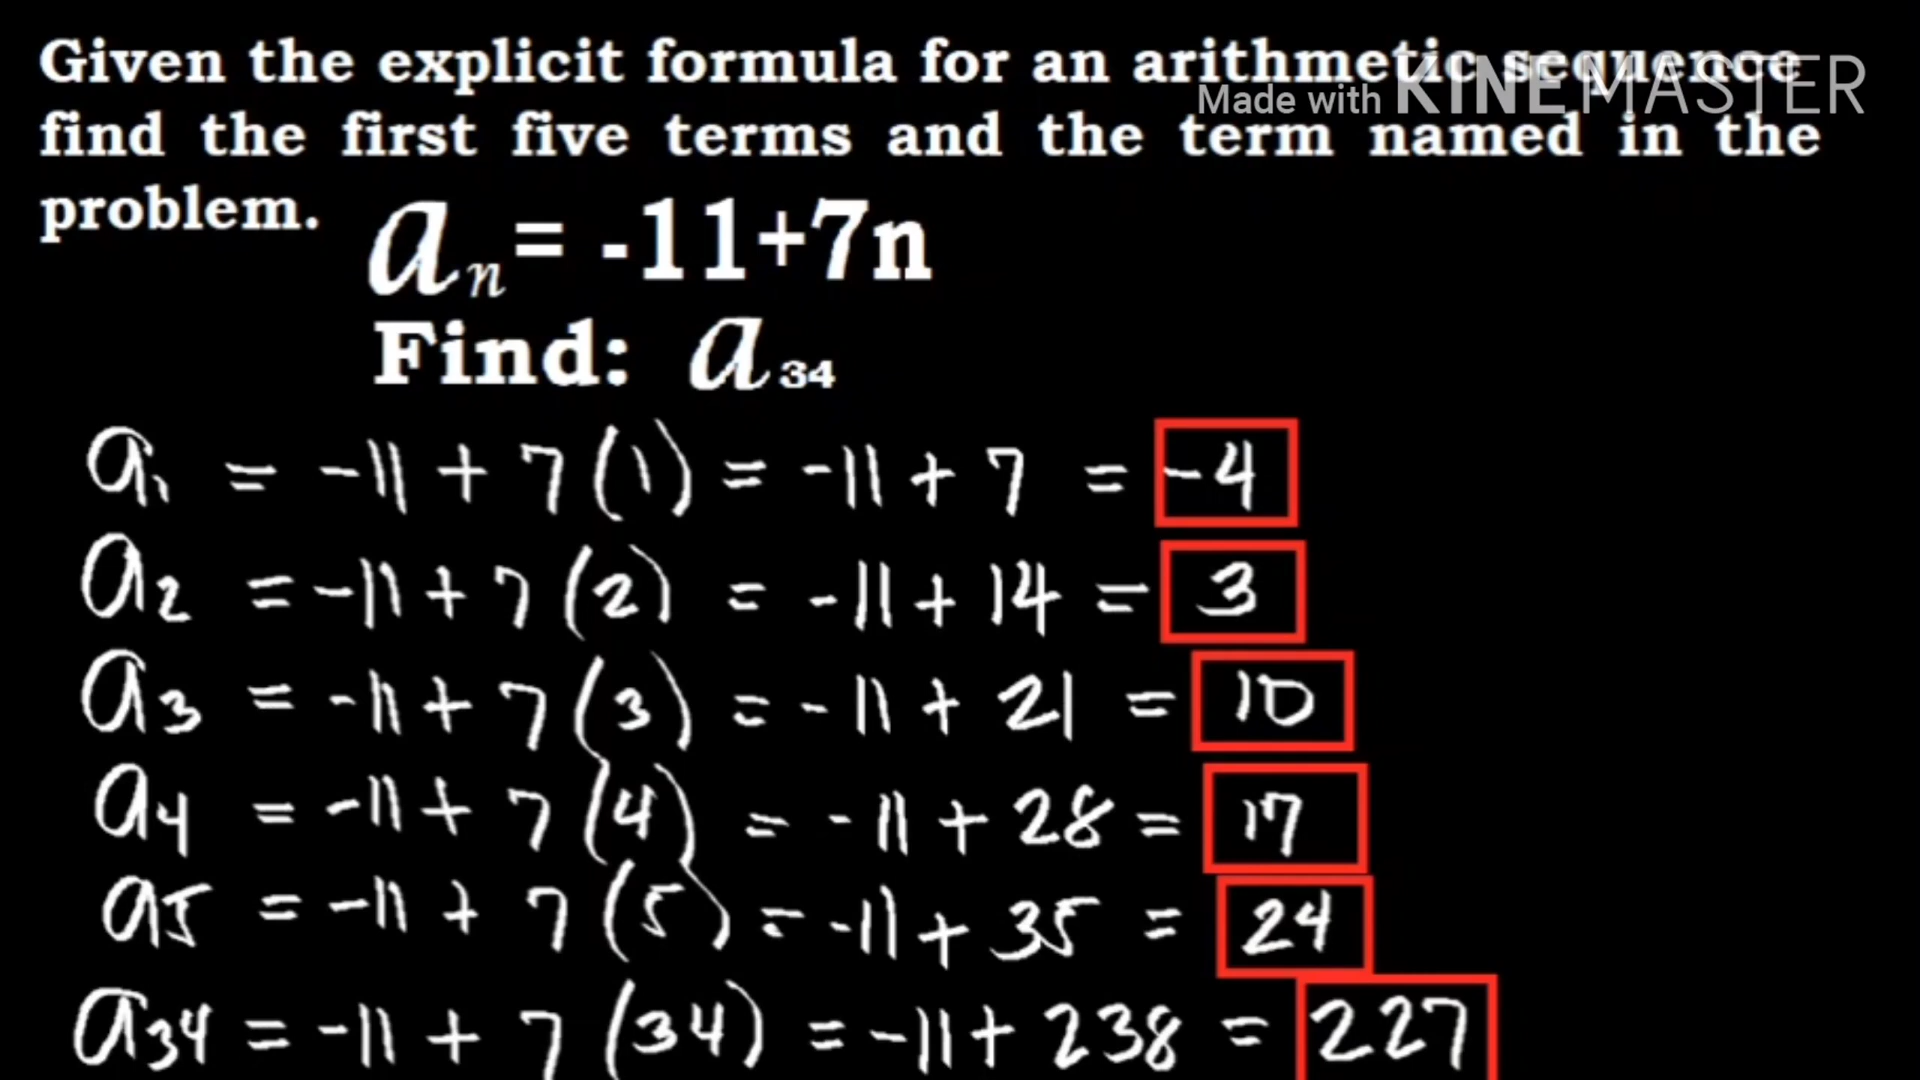 Given the explicit formula for an arithmetic sequence
Made with KINEMASTER
find the first five terms and the term named in the
problem.
aₙ = -11+7n
Find: a₃₄
a₁ = -11 + 7(1) = -11 + 7 = -4
a₂ = -11 + 7(2) = -11 + 14 = 3
a₃ = -11 + 7(3) = -11 + 21 = 10
a₄ = -11 + 7(4) = -11 + 28 = 17
a₅ = -11 + 7(5) = -11 + 35 = 24
a₃₄ = -11 + 7(34) = -11 + 238 = 227